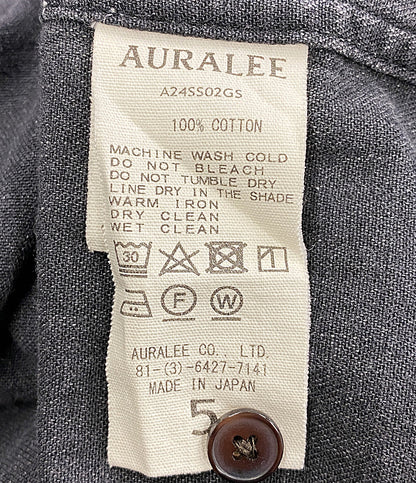 AURALEE
A24SS02GS
100% COTTON
MACHINE WASH COLD
DO NOT BLEACH
DO NOT TUMBLE DRY
LINE DRY IN THE SHADE
WARM IRON
DRY CLEAN
WET CLEAN
30
F W
AURALEE CO., LTD.
81-(3)-6427-7141
MADE IN JAPAN
5